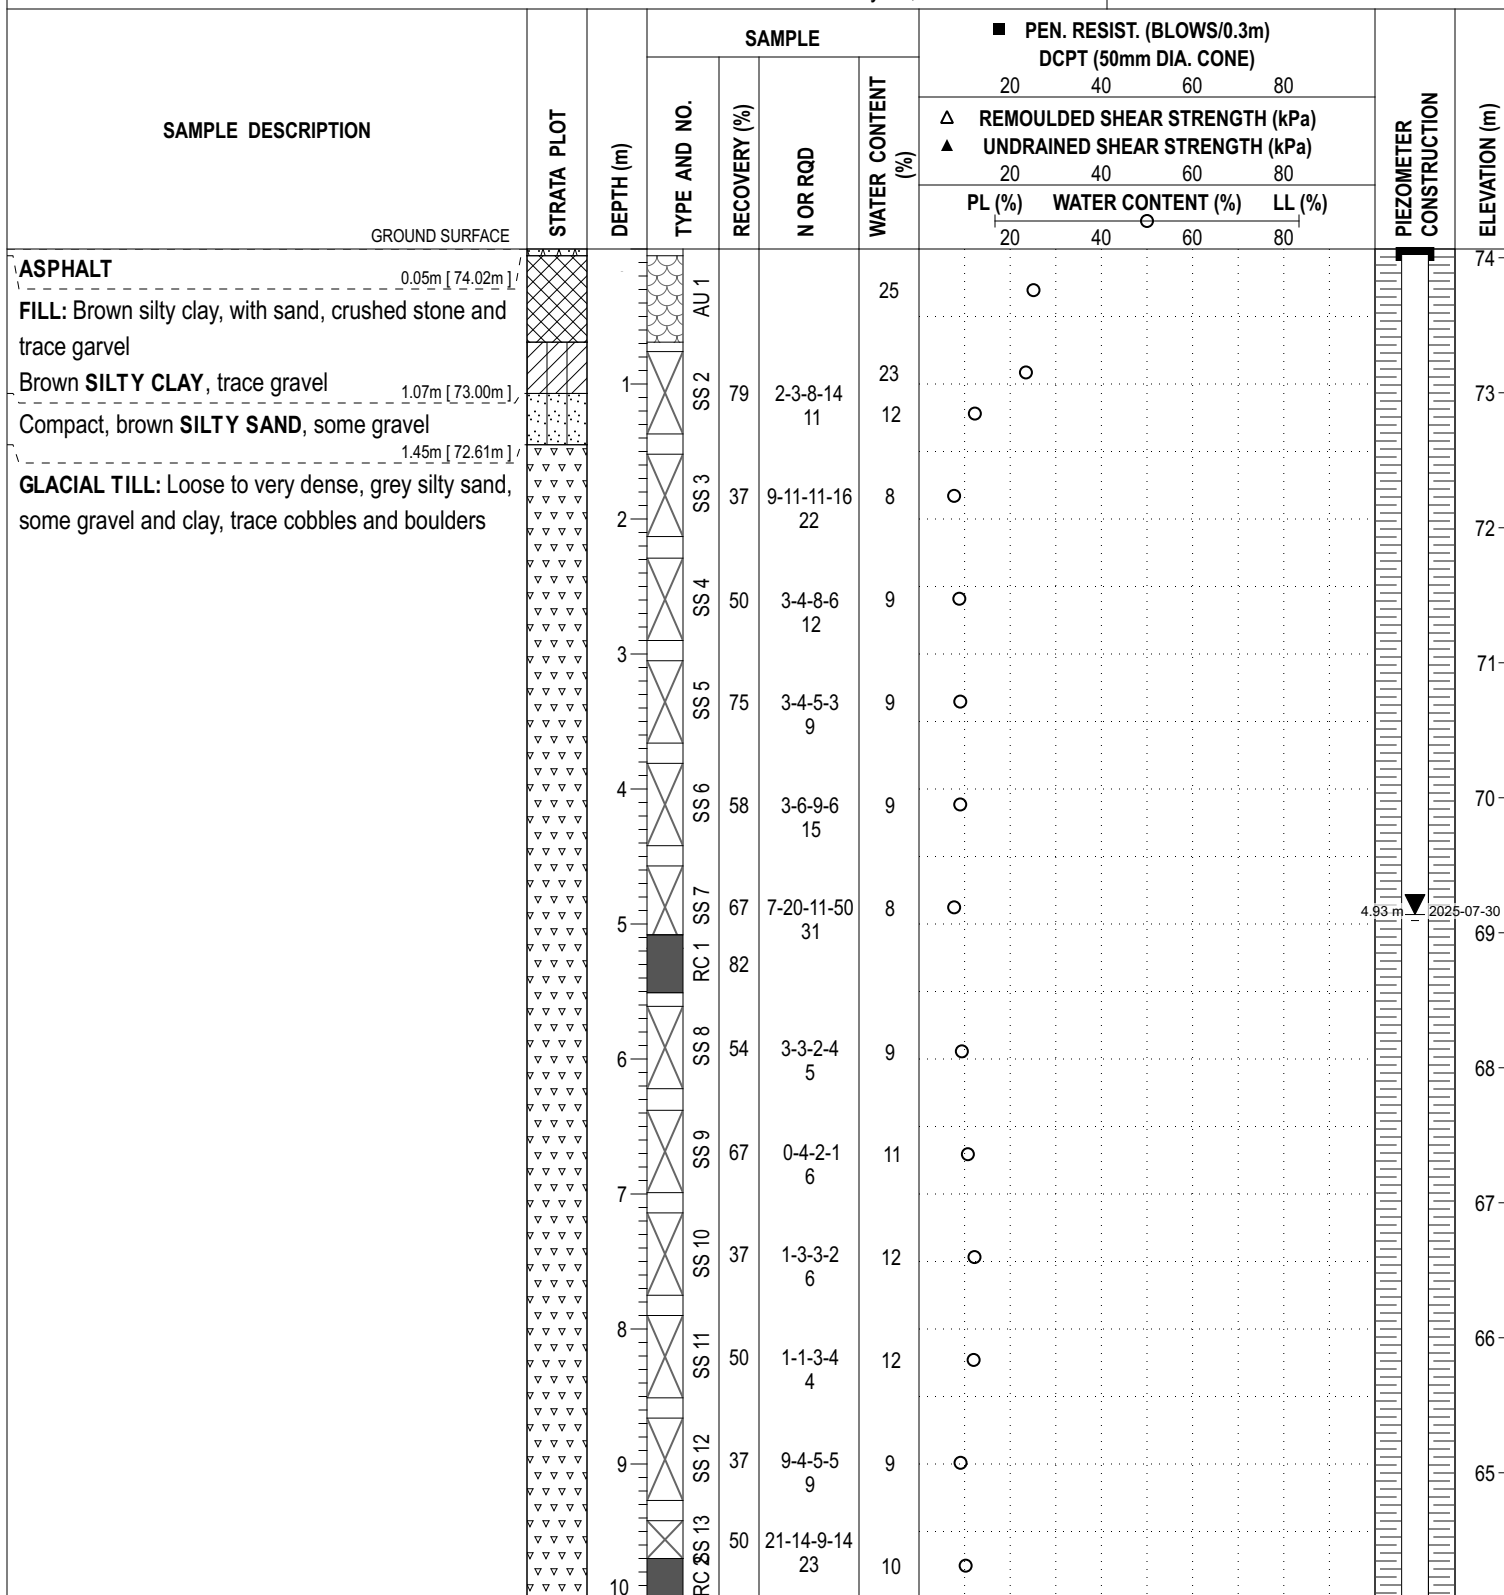 SAMPLE DESCRIPTION
GROUND SURFACE
STRATA PLOT
DEPTH (m)
SAMPLE
TYPE AND NO.
RECOVERY (%)
N OR RQD
WATER CONTENT
(%)
■ PEN. RESIST. (BLOWS/0.3m)
DCPT (50mm DIA. CONE)
20 40 60 80
△ REMOULDED SHEAR STRENGTH (kPa)
▲ UNDRAINED SHEAR STRENGTH (kPa)
20 40 60 80
PL (%) WATER CONTENT (%) LL (%)
20 40 60 80
PIEZOMETER
CONSTRUCTION
ELEVATION (m)
ASPHALT
0.05m [ 74.02m ]
FILL: Brown silty clay, with sand, crushed stone and
trace garvel
Brown SILTY CLAY, trace gravel
1.07m [ 73.00m ]
Compact, brown SILTY SAND, some gravel
1.45m [ 72.61m ]
GLACIAL TILL: Loose to very dense, grey silty sand,
some gravel and clay, trace cobbles and boulders
1
2
3
4
5
6
7
8
9
10
AU 1 25
SS 2 79 2-3-8-14 23
11 12
SS 3 37 9-11-11-16 8
22
SS 4 50 3-4-8-6 9
12
SS 5 75 3-4-5-3 9
9
SS 6 58 3-6-9-6 9
15
SS 7 67 7-20-11-50 8
31
RC 1 82
SS 8 54 3-3-2-4 9
5
SS 9 67 0-4-2-1 11
6
SS 10 37 1-3-3-2 12
6
SS 11 50 1-1-3-4 12
4
SS 12 37 9-4-5-5 9
9
SS 13 50 21-14-9-14
23 10
RC 2
4.93 m 2025-07-30
74
73
72
71
70
69
68
67
66
65